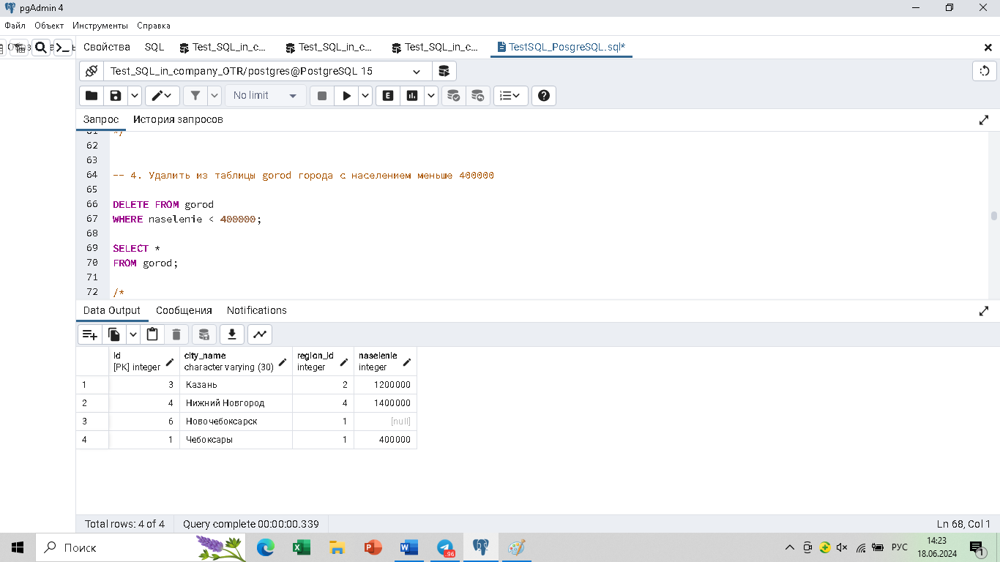 pgAdmin 4
Файл Объект Инструменты Справка
Свойства SQL Test_SQL_in_c... Test_SQL_in_c... Test_SQL_in_c... TestSQL_PosgreSQL.sql*
Test_SQL_in_company_OTR/postgres@PostgreSQL 15
No limit E
Запрос История запросов
61 */
62
63
64 -- 4. Удалить из таблицы gorod города с населением меньше 400000
65
66 DELETE FROM gorod
67 WHERE naselenie < 400000;
68
69 SELECT *
70 FROM gorod;
71
72 /*
Data Output Сообщения Notifications
id city_name region_id naselenie
[PK] integer character varying (30) integer integer
1 3 Казань 2 1200000
2 4 Нижний Новгород 4 1400000
3 6 Новочебоксарск 1 [null]
4 1 Чебоксары 1 400000
Total rows: 4 of 4 Query complete 00:00:00.339 Ln 68, Col 1
Поиск 96 РУС 14:23
18.06.2024 1